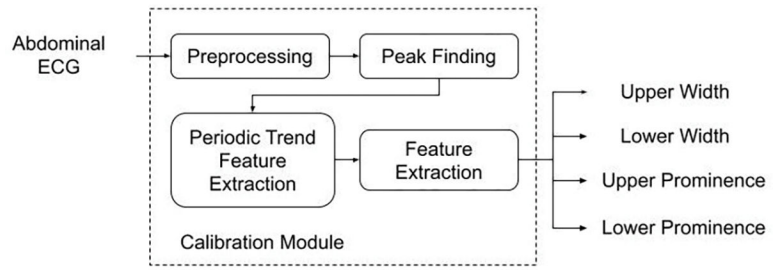 Abdominal
ECG
Preprocessing
Peak Finding
Periodic Trend
Feature
Extraction
Feature
Extraction
Calibration Module
Upper Width
Lower Width
Upper Prominence
Lower Prominence